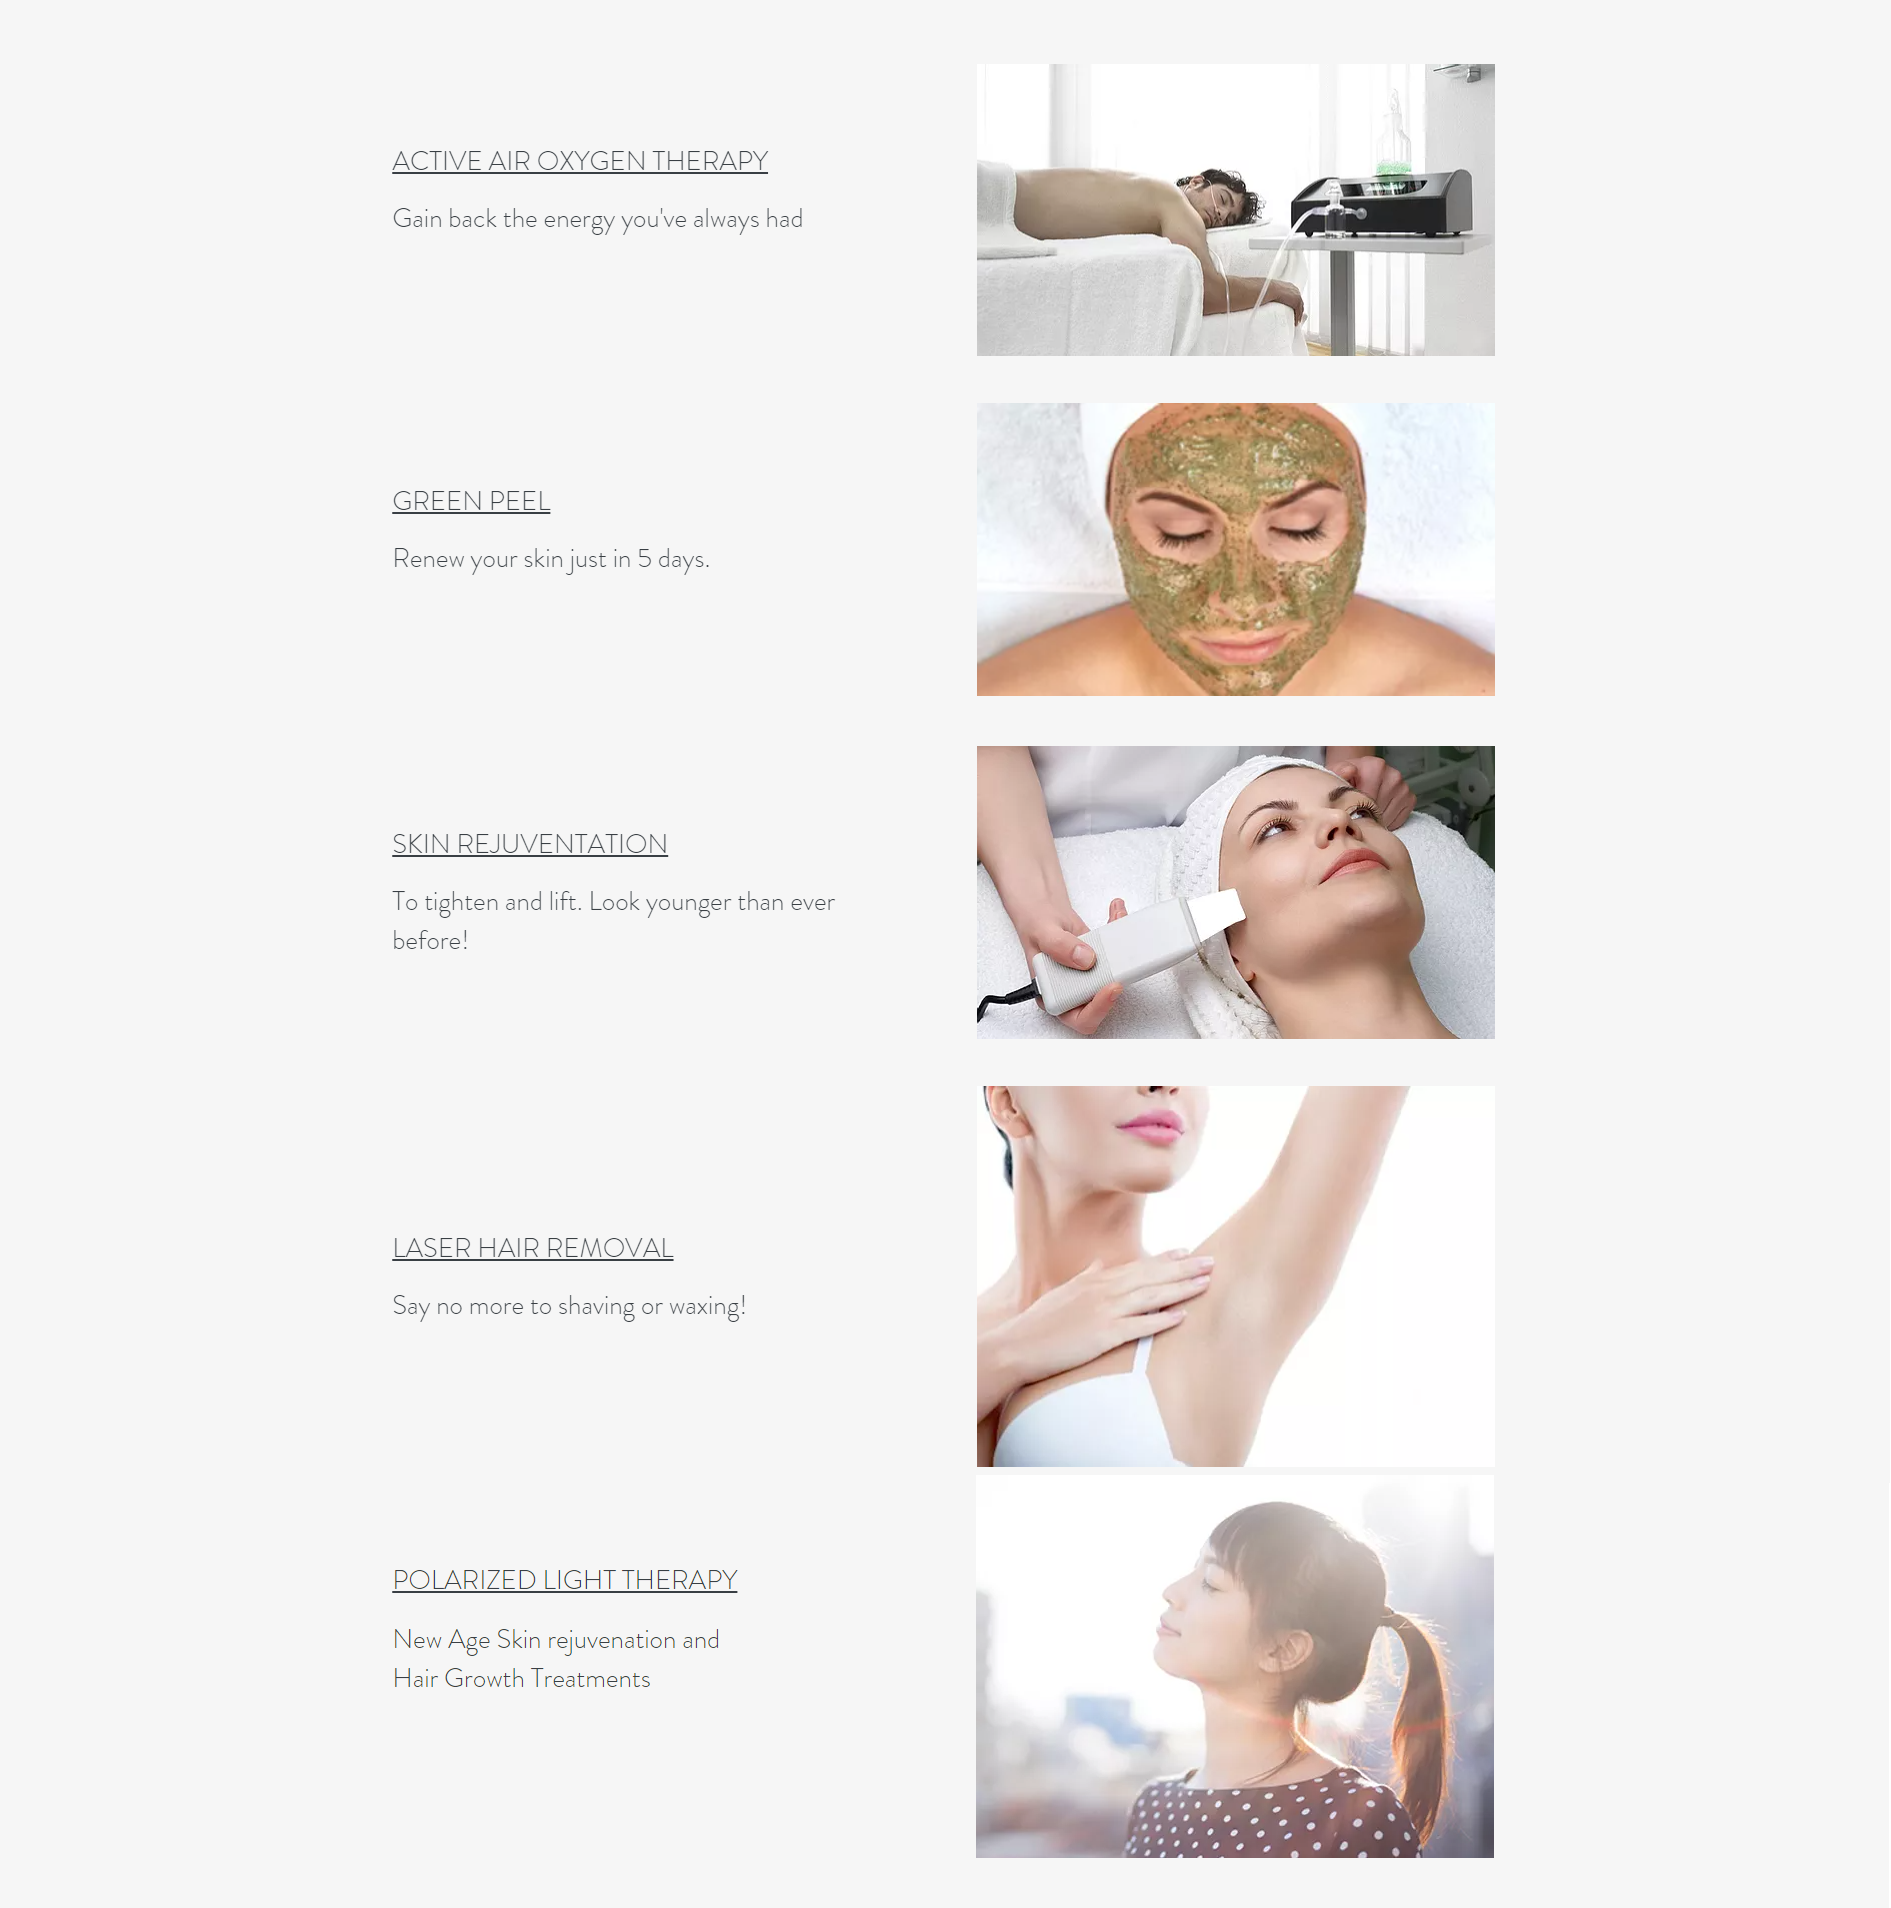 ACTIVE AIR OXYGEN THERAPY
Gain back the energy you've always had
GREEN PEEL
Renew your skin just in 5 days.
SKIN REJUVENTATION
To tighten and lift. Look younger than ever
before!
LASER HAIR REMOVAL
Say no more to shaving or waxing!
POLARIZED LIGHT THERAPY
New Age Skin rejuvenation and
Hair Growth Treatments